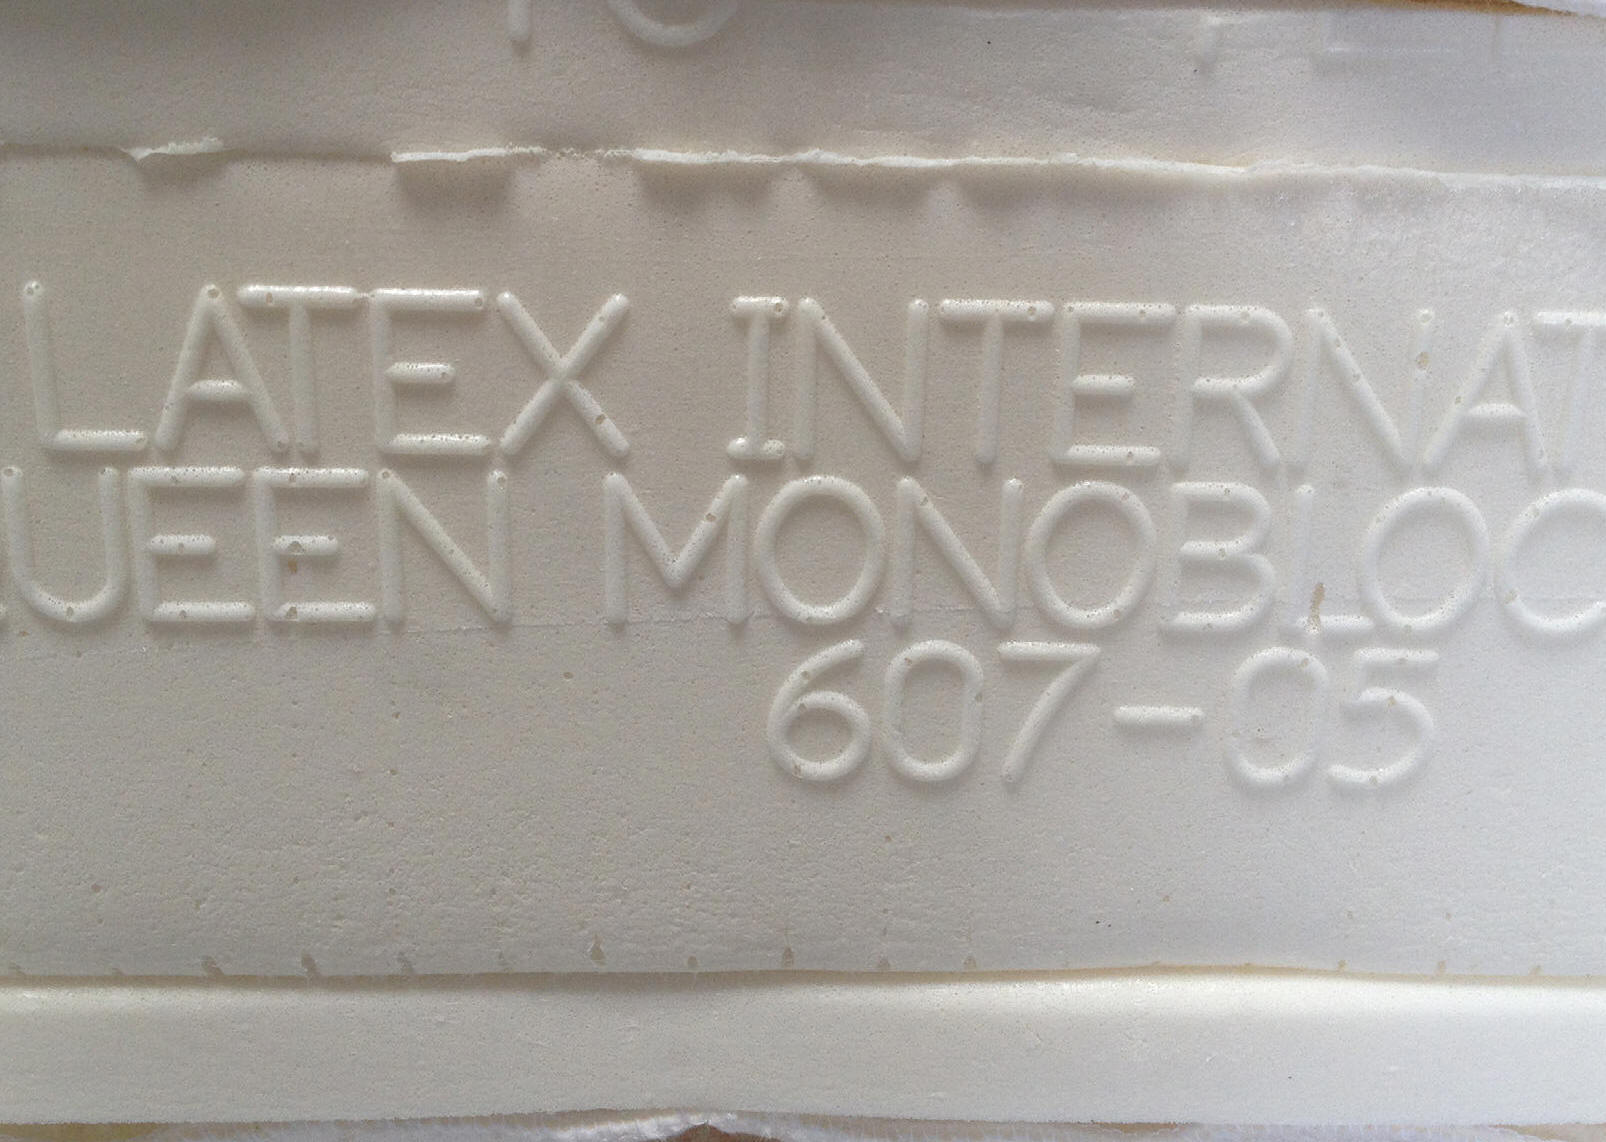 LATEX INTERNAT
UEEN MONOBLOC
607-05